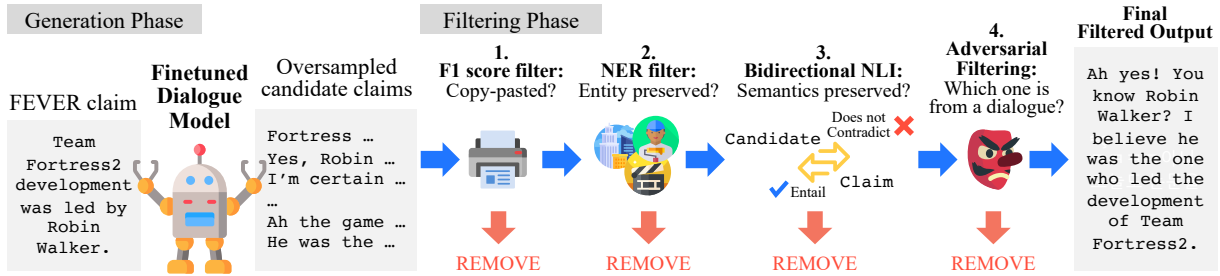 Generation Phase
FEVER claim
Team
Fortress2
development
was led by
Robin
Walker.
Finetuned
Dialogue
Model
Oversampled
candidate claims
Fortress …
Yes, Robin …
I'm certain …
…
Ah the game …
He was the …
Filtering Phase
1.
F1 score filter:
Copy-pasted?
REMOVE
2.
NER filter:
Entity preserved?
REMOVE
3.
Bidirectional NLI:
Semantics preserved?
Does not
Contradict
Candidate
Entail
Claim
REMOVE
4.
Adversarial
Filtering:
Which one is
from a dialogue?
REMOVE
Final
Filtered Output
Ah yes! You
know Robin
Walker? I
believe he
was the one
who led the
development
of Team
Fortress2.